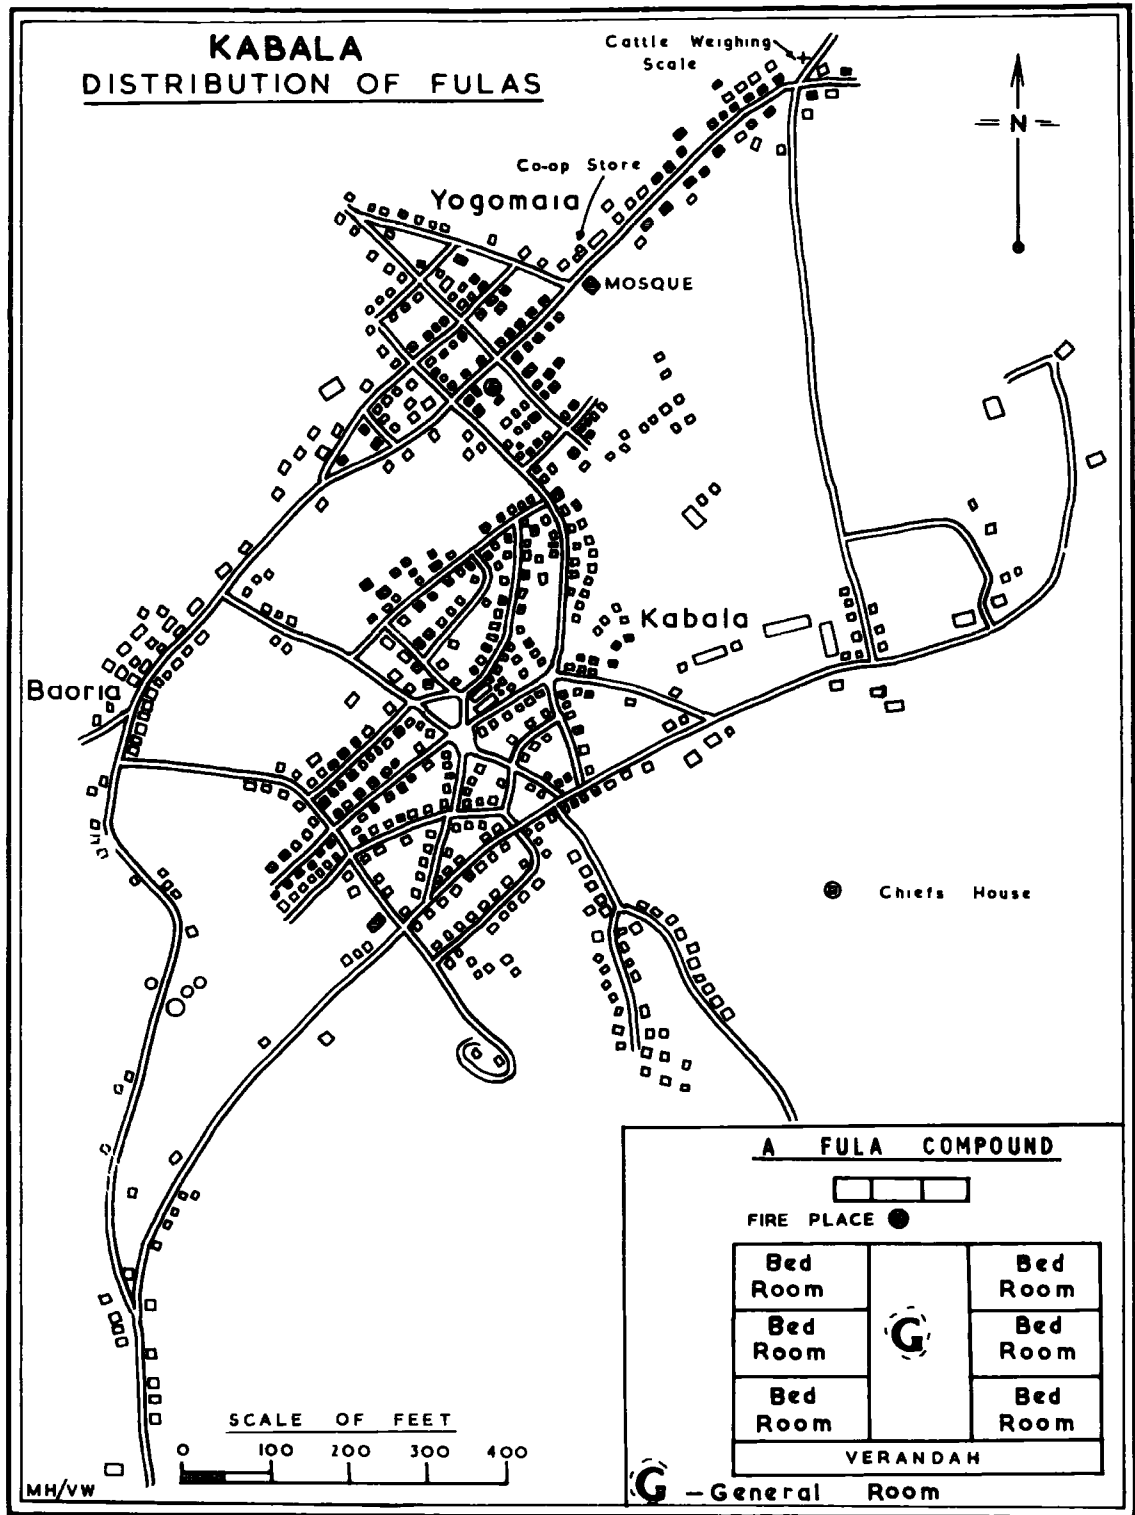 KABALA
DISTRIBUTION OF FULAS
Cattle Weighing
Scale
N
Co-op Store
Yogomaia
MOSQUE
Kabala
Baoria
Chiefs House
A FULA COMPOUND
FIRE PLACE
Bed Room
Bed Room
G
Bed Room
Bed Room
Bed Room
Bed Room
VERANDAH
G - General Room
SCALE OF FEET
0 100 200 300 400
MH/VW